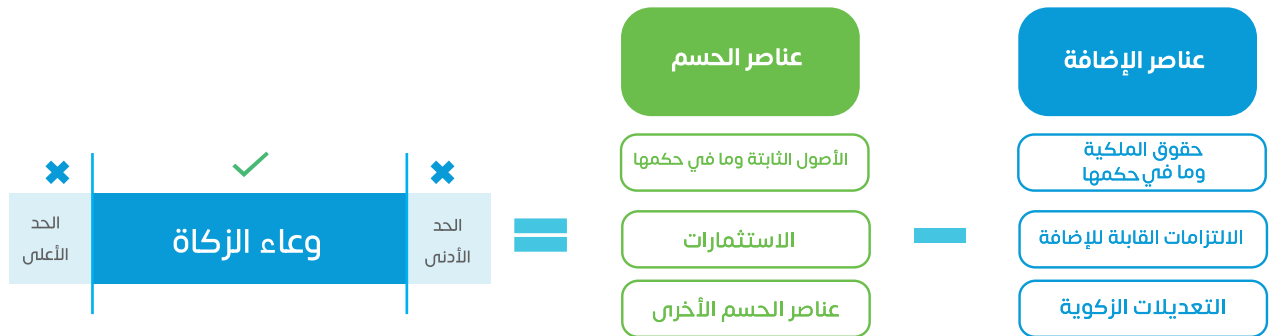 عناصر الإضافة
حقوق الملكية
وما في حكمها
الالتزامات القابلة للإضافة
التعديلات الزكوية
عناصر الحسم
الأصول الثابتة وما في حكمها
الاستثمارات
عناصر الحسم الأخرى
الحد
الأدنى
وعاء الزكاة
الحد
الأعلى